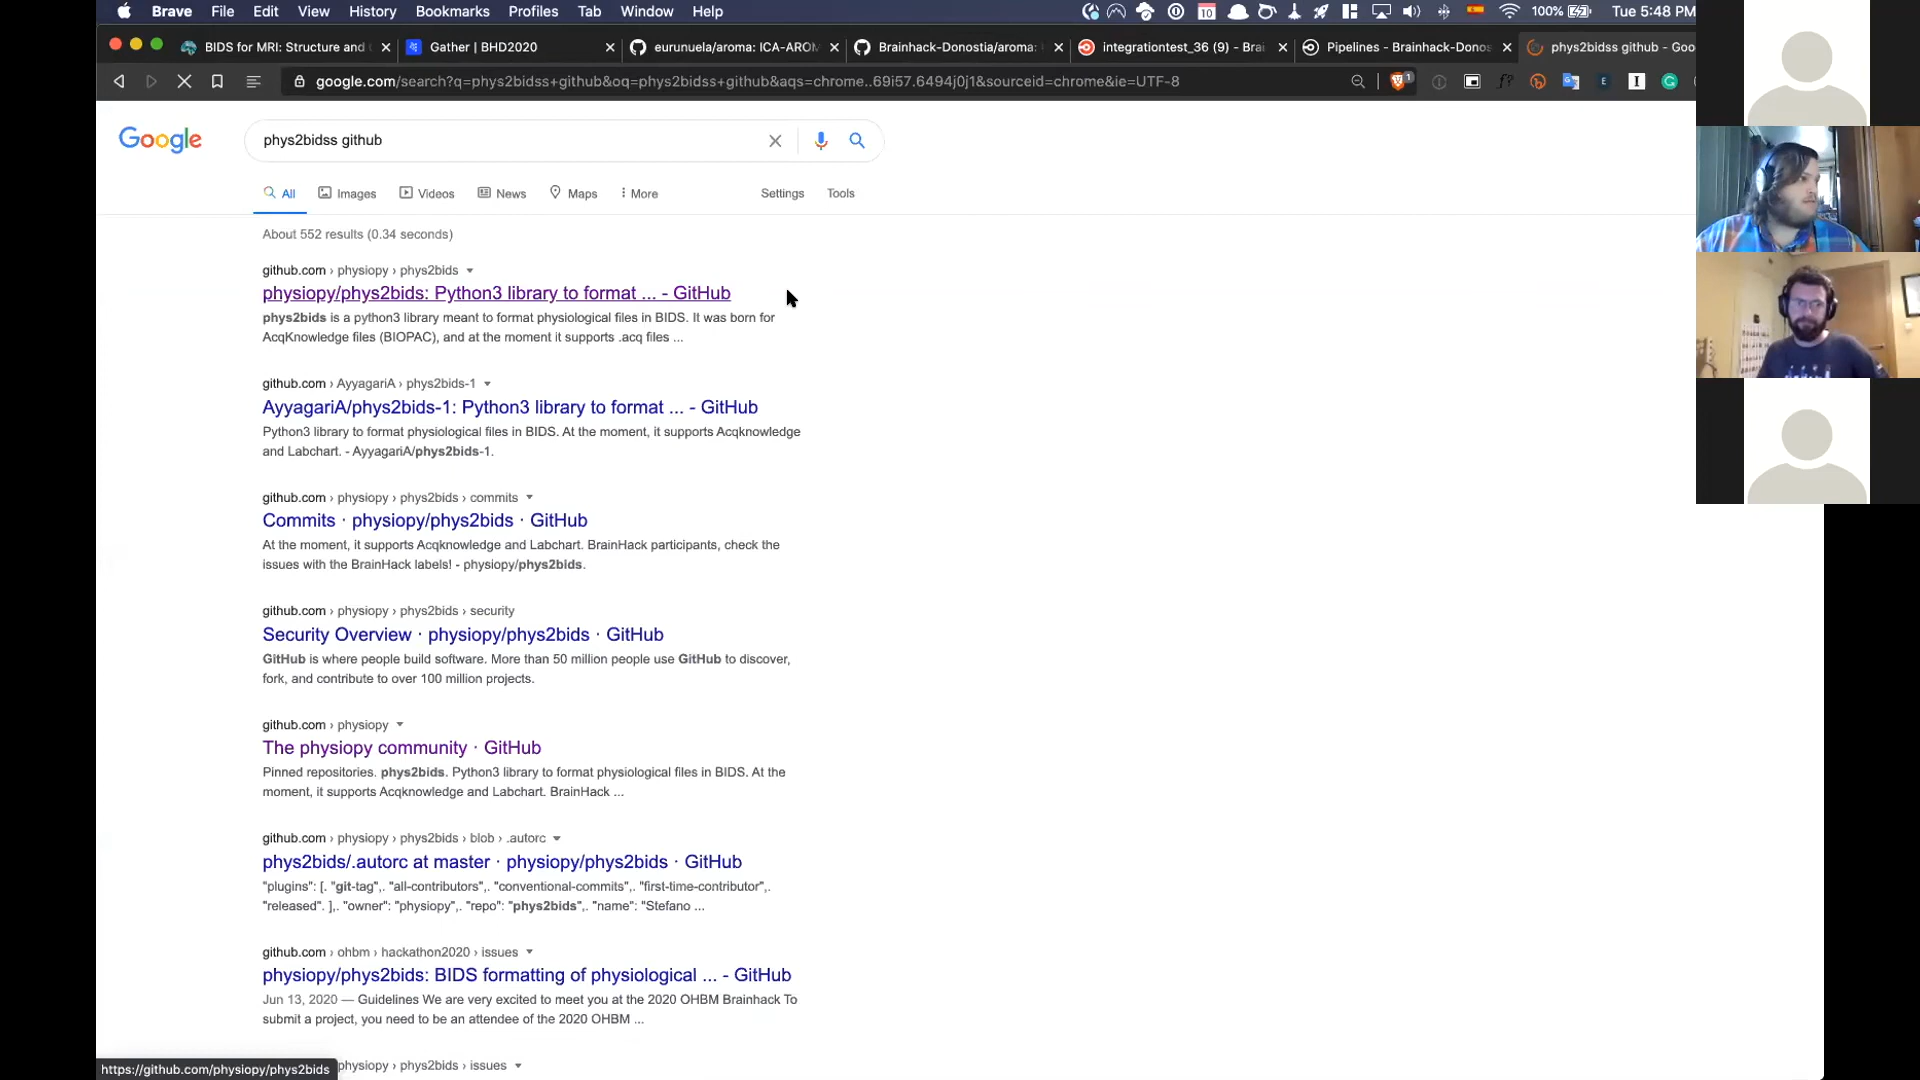 Brave File Edit View History Bookmarks Profiles Tab Window Help 10 100% Tue 5:48 PM
BIDS for MRI: Structure and Gather | BHD2020 eurunuela/aroma: ICA-AROM Brainhack-Donostia/aroma: integrationtest_36 (9) - Brai Pipelines - Brainhack-Donos phys2bidss github - Goo
google.com/search?q=phys2bidss+github&oq=phys2bidss+github&aqs=chrome..69i57.6494j0j1&sourceid=chrome&ie=UTF-8
Google phys2bidss github
All Images Videos News Maps More Settings Tools
About 552 results (0.34 seconds)
github.com › physiopy › phys2bids
physiopy/phys2bids: Python3 library to format ... - GitHub
phys2bids is a python3 library meant to format physiological files in BIDS. It was born for
AcqKnowledge files (BIOPAC), and at the moment it supports .acq files ...
github.com › AyyagariA › phys2bids-1
AyyagariA/phys2bids-1: Python3 library to format ... - GitHub
Python3 library to format physiological files in BIDS. At the moment, it supports Acqknowledge
and Labchart. - AyyagariA/phys2bids-1.
github.com › physiopy › phys2bids › commits
Commits · physiopy/phys2bids · GitHub
At the moment, it supports Acqknowledge and Labchart. BrainHack participants, check the
issues with the BrainHack labels! - physiopy/phys2bids.
github.com › physiopy › phys2bids › security
Security Overview · physiopy/phys2bids · GitHub
GitHub is where people build software. More than 50 million people use GitHub to discover,
fork, and contribute to over 100 million projects.
github.com › physiopy
The physiopy community · GitHub
Pinned repositories. phys2bids. Python3 library to format physiological files in BIDS. At the
moment, it supports Acqknowledge and Labchart. BrainHack ...
github.com › physiopy › phys2bids › blob › .autorc
phys2bids/.autorc at master · physiopy/phys2bids · GitHub
"plugins": [. "git-tag",. "all-contributors",. "conventional-commits",. "first-time-contributor",.
"released". ],. "owner": "physiopy",. "repo": "phys2bids",. "name": "Stefano ...
github.com › ohbm › hackathon2020 › issues
physiopy/phys2bids: BIDS formatting of physiological ... - GitHub
Jun 13, 2020 — Guidelines We are very excited to meet you at the 2020 OHBM Brainhack To
submit a project, you need to be an attendee of the 2020 OHBM ...
physiopy › phys2bids › issues
https://github.com/physiopy/phys2bids